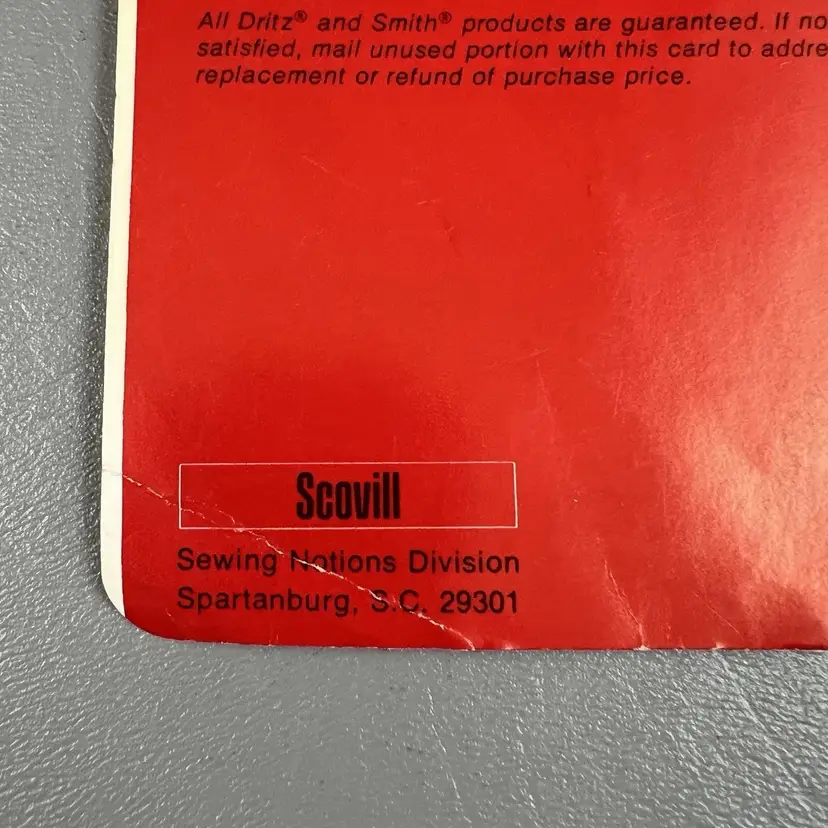 All Dritz® and Smith® products are guaranteed. If no
satisfied, mail unused portion with this card to addre
replacement or refund of purchase price.
Scovill
Sewing Notions Division
Spartanburg, S.C. 29301